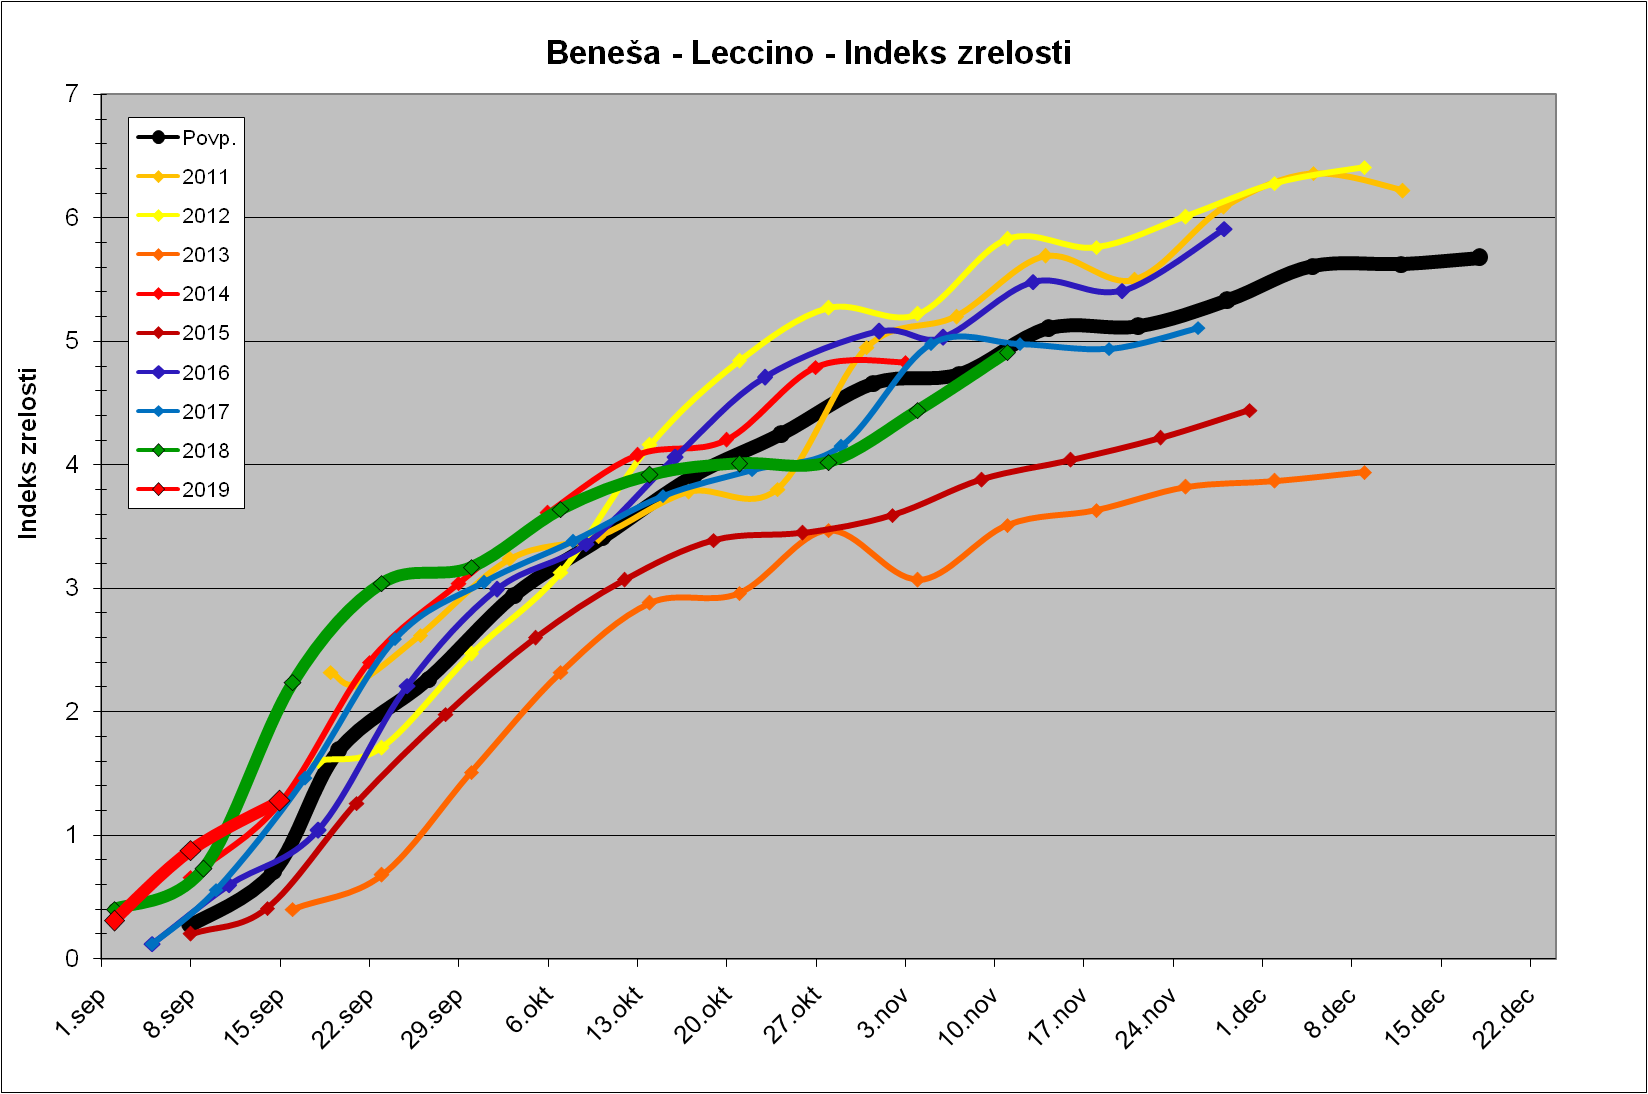 Beneša - Leccino - Indeks zrelosti
Indeks zrelosti
7
6
5
4
3
2
1
0
Povp.
2011
2012
2013
2014
2015
2016
2017
2018
2019
1.sep
8.sep
15.sep
22.sep
29.sep
6.okt
13.okt
20.okt
27.okt
3.nov
10.nov
17.nov
24.nov
1.dec
8.dec
15.dec
22.dec